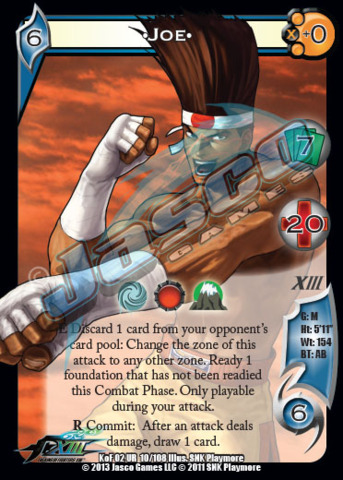 6
•JOE•
X +0
7
20
XIII
Jasco
GAMES
E Discard 1 card from your opponent's
card pool: Change the zone of this
attack to any other zone. Ready 1
foundation that has not been readied
this Combat Phase. Only playable
during your attack.
R Commit: After an attack deals
damage, draw 1 card.
G: M
Ht: 5'11"
Wt: 154
BT: AB
6
XIII
KoF 02 UR 10/108 Illus. SNK Playmore
© 2013 Jasco Games LLC © 2011 SNK Playmore